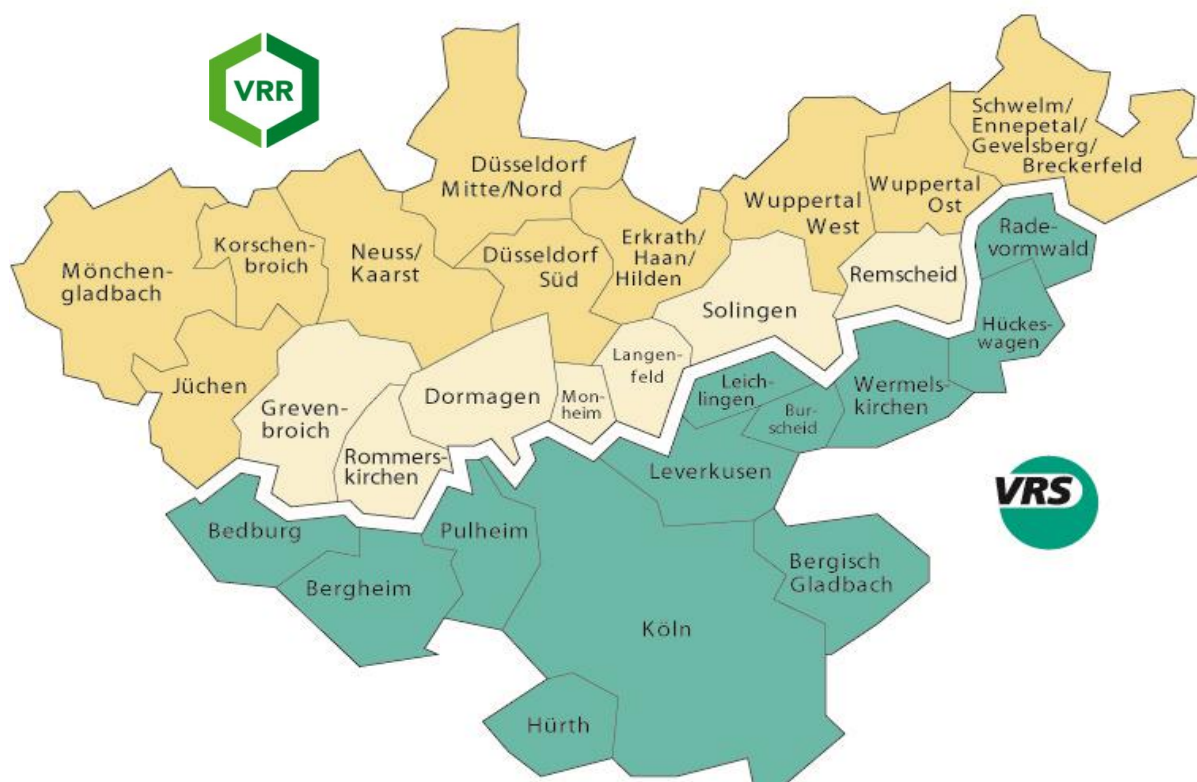 VRR
Schwelm/
Ennepetal/
Gevelsberg/
Breckerfeld
Düsseldorf
Mitte/Nord
Wuppertal
Ost
Wuppertal
West
Rade-
vormwald
Korschen-
broich
Neuss/
Kaarst
Düsseldorf
Süd
Erkrath/
Haan/
Hilden
Mönchen-
gladbach
Remscheid
Solingen
Hückes-
wagen
Jüchen
Langen-
feld
Leich-
lingen
Wermels-
kirchen
Greven-
broich
Dormagen
Mon-
heim
Bur-
scheid
Rommers-
kirchen
Leverkusen
VRS
Bedburg
Pulheim
Bergheim
Bergisch
Gladbach
Köln
Hürth